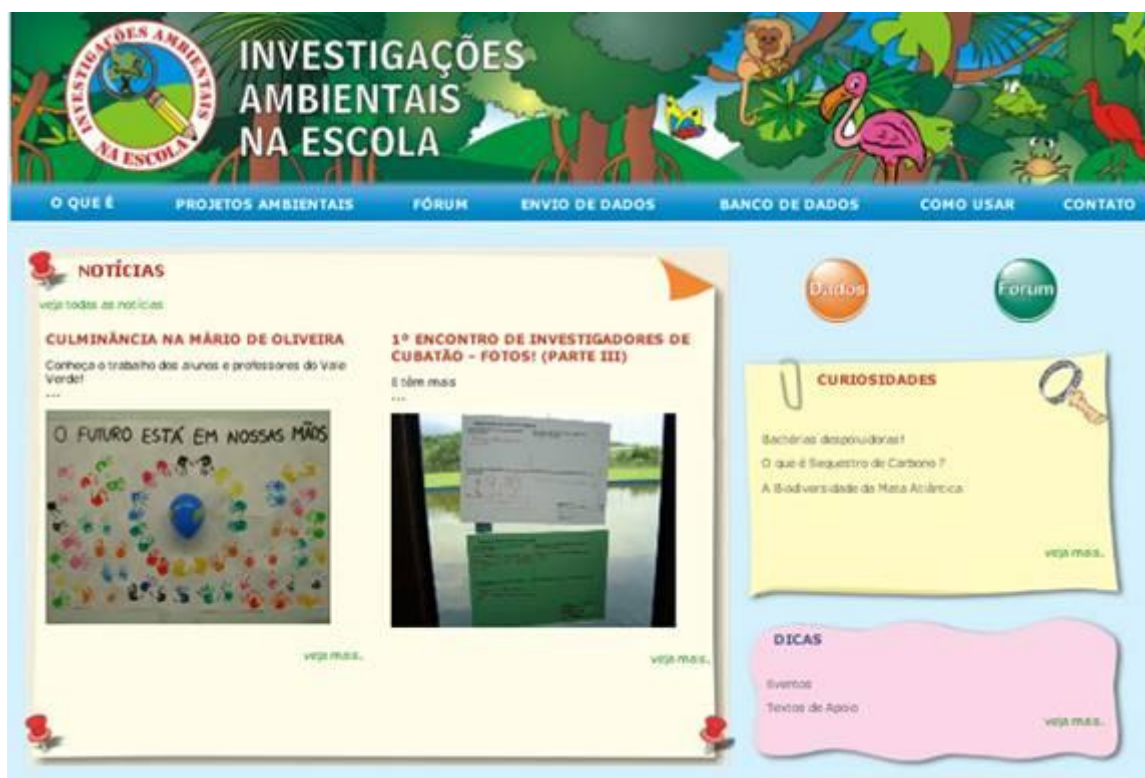 INVESTIGAÇÕES AMBIENTAIS
NA ESCOLA
INVESTIGAÇÕES
AMBIENTAIS
NA ESCOLA
O QUE É PROJETOS AMBIENTAIS FÓRUM ENVIO DE DADOS BANCO DE DADOS COMO USAR CONTATO
NOTÍCIAS
veja todas as notícias
CULMINÂNCIA NA MÁRIO DE OLIVEIRA
Conheça o trabalho dos alunos e professores do Vale
Verde!
...
O FUTURO ESTÁ EM NOSSAS MÃOS
veja mais.
1º ENCONTRO DE INVESTIGADORES DE
CUBATÃO - FOTOS! (PARTE III)
E têm mais
...
veja mais.
Dados
Forum
CURIOSIDADES
Bactérias despoluidoras!
O que é Sequestro de Carbono ?
A Biodiversidade da Mata Atlântica
veja mais.
DICAS
Eventos
Textos de Apoio
veja mais.